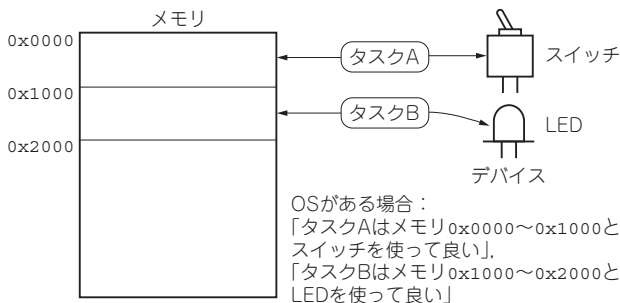 メモリ
0x0000
タスクA
スイッチ
0x1000
タスクB
LED
0x2000
デバイス
OSがある場合：
「タスクAはメモリ0x0000～0x1000と
スイッチを使って良い」，
「タスクBはメモリ0x1000～0x2000と
LEDを使って良い」